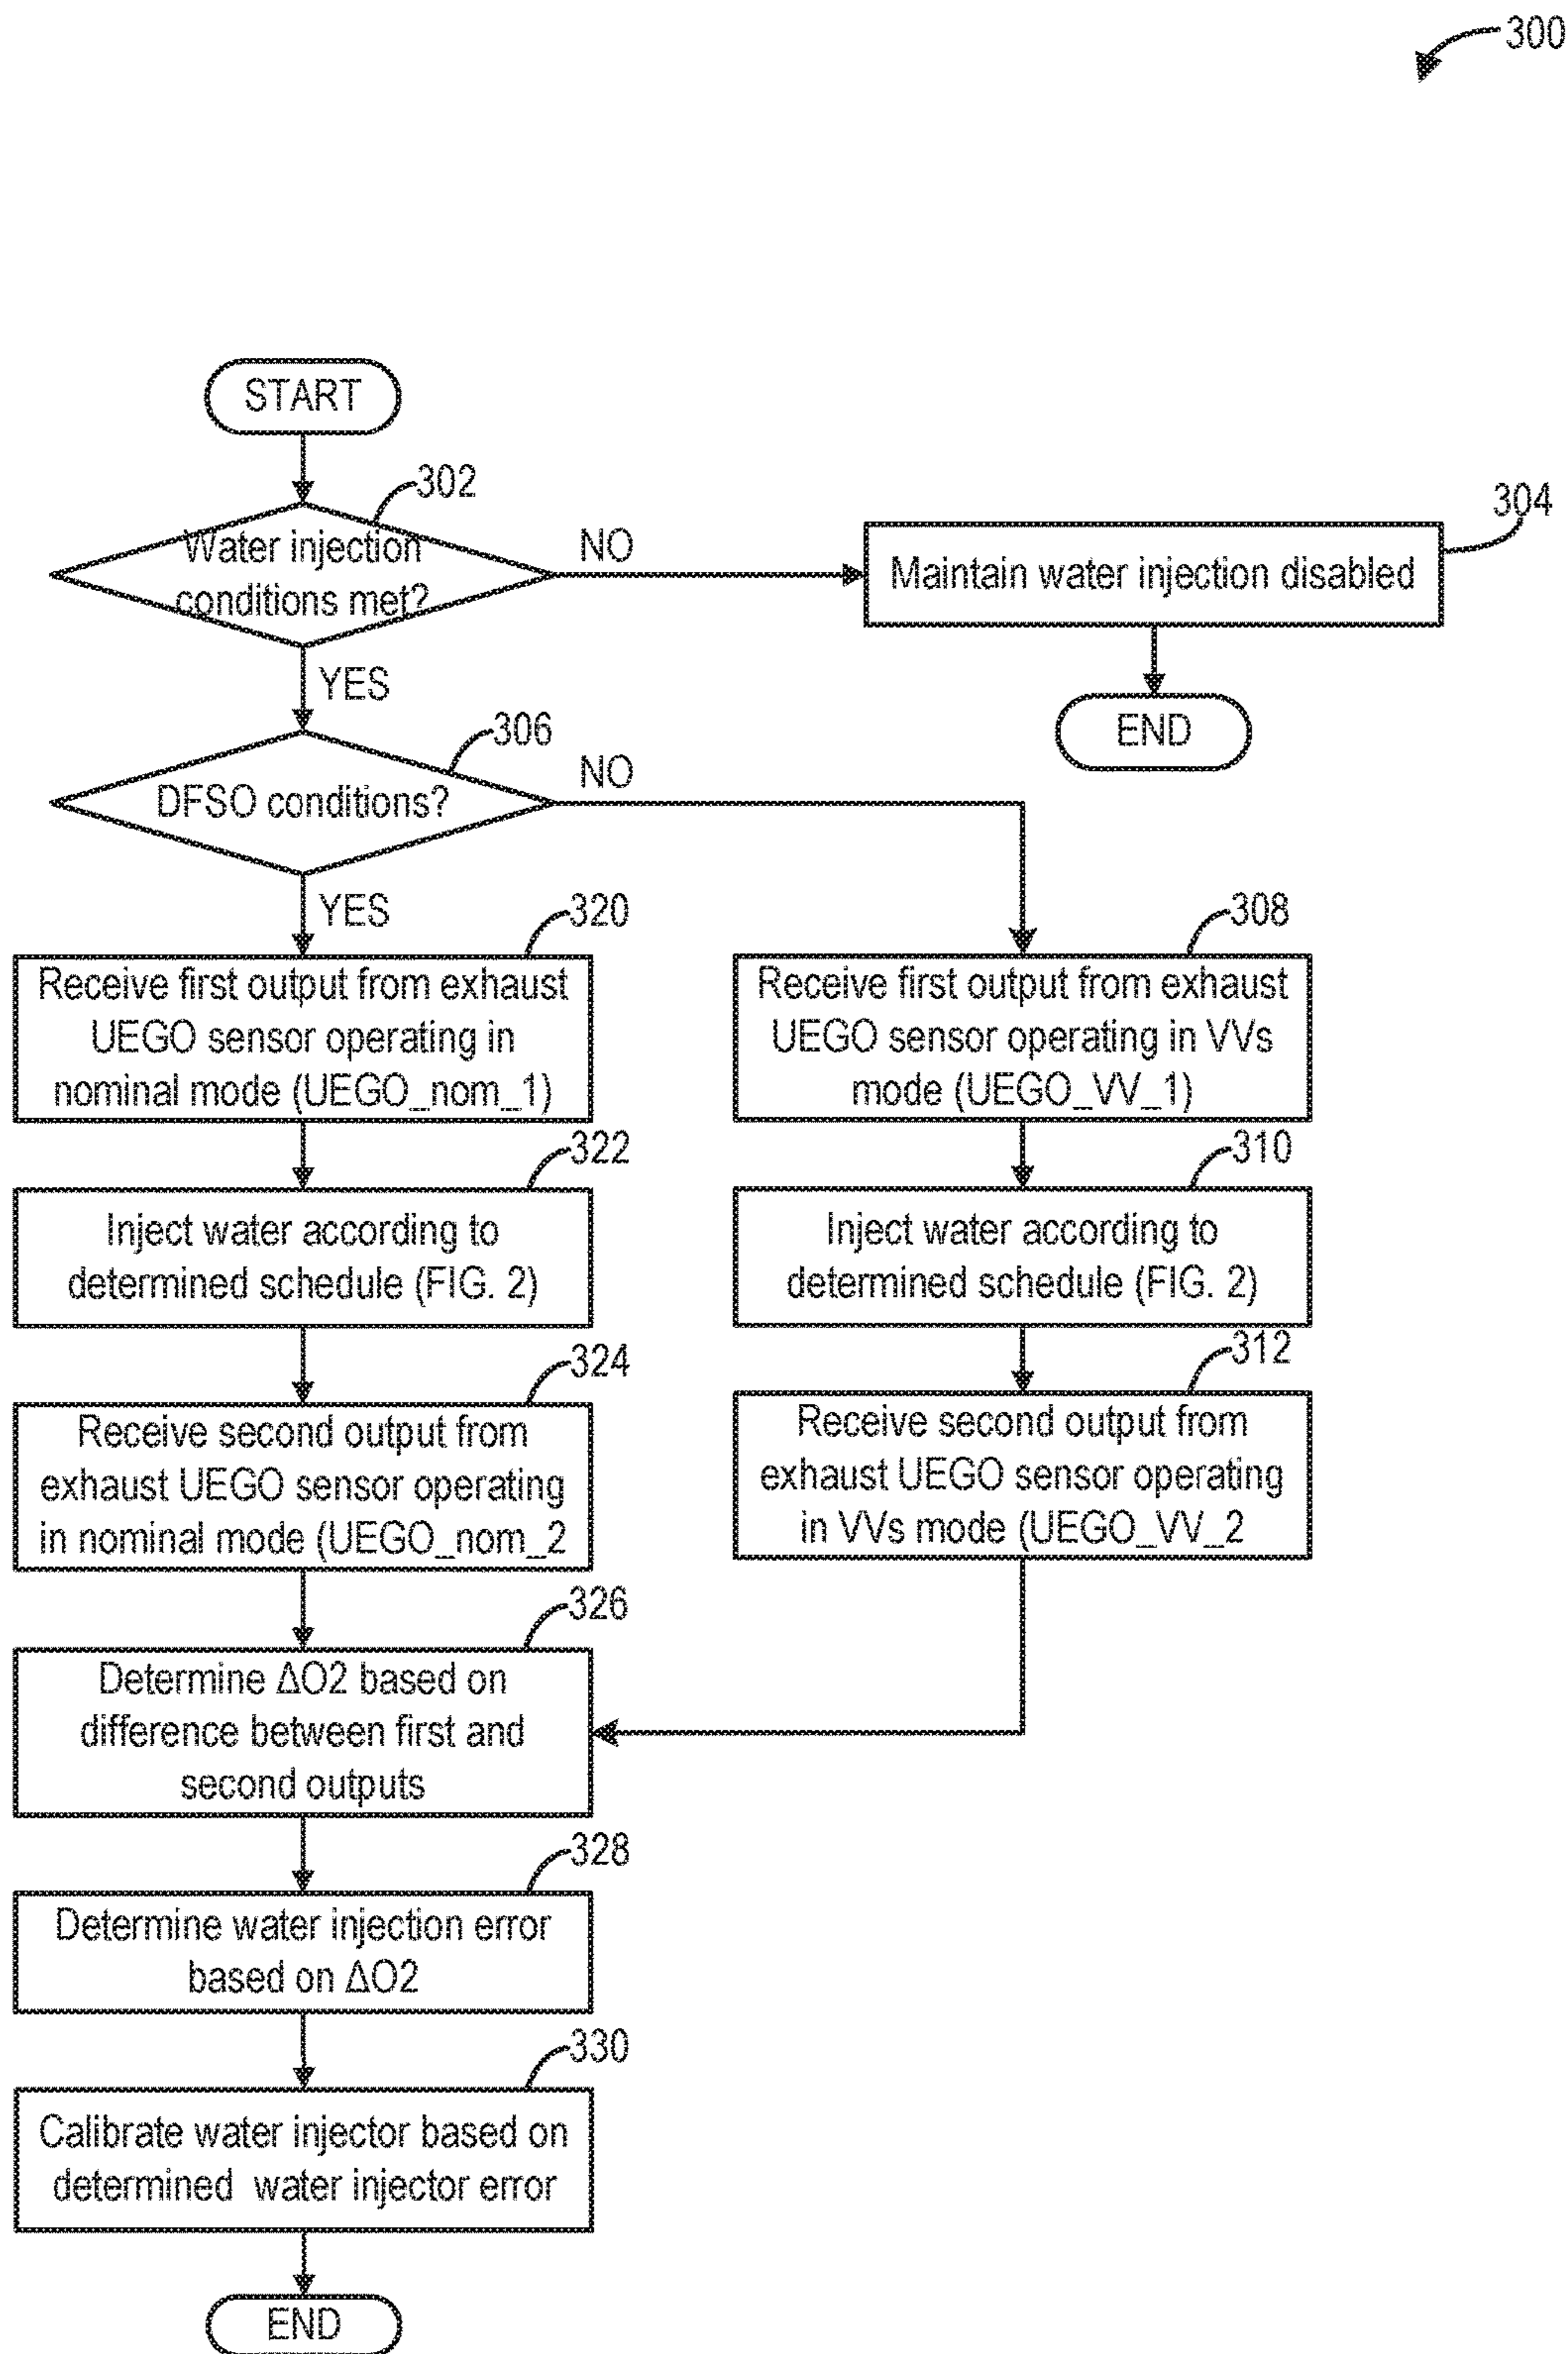 300
START
302
Water injection
conditions met?
NO
304
Maintain water injection disabled
END
YES
306
DFSO conditions?
NO
YES
320
Receive first output from exhaust
UEGO sensor operating in
nominal mode (UEGO_nom_1)
308
Receive first output from exhaust
UEGO sensor operating in VVs
mode (UEGO_VV_1)
322
Inject water according to
determined schedule (FIG. 2)
310
Inject water according to
determined schedule (FIG. 2)
324
Receive second output from
exhaust UEGO sensor operating
in nominal mode (UEGO_nom_2
312
Receive second output from
exhaust UEGO sensor operating
in VVs mode (UEGO_VV_2
326
Determine ΔO2 based on
difference between first and
second outputs
328
Determine water injection error
based on ΔO2
330
Calibrate water injector based on
determined water injector error
END